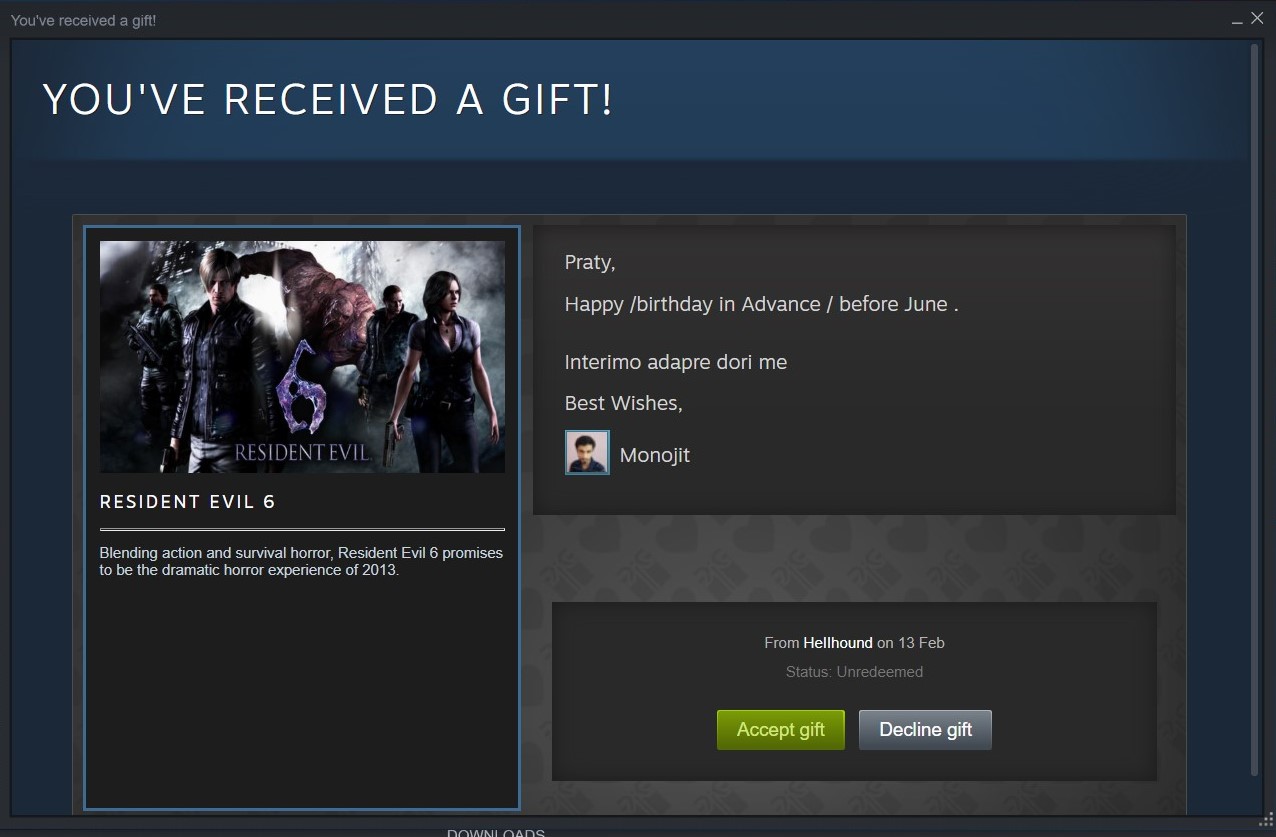 You've received a gift!
YOU'VE RECEIVED A GIFT!
6
RESIDENT EVIL
RESIDENT EVIL 6
Blending action and survival horror, Resident Evil 6 promises
to be the dramatic horror experience of 2013.
Praty,
Happy /birthday in Advance / before June .
Interimo adapre dori me
Best Wishes,
Monojit
From Hellhound on 13 Feb
Status: Unredeemed
Accept gift
Decline gift
DOWNLOADS